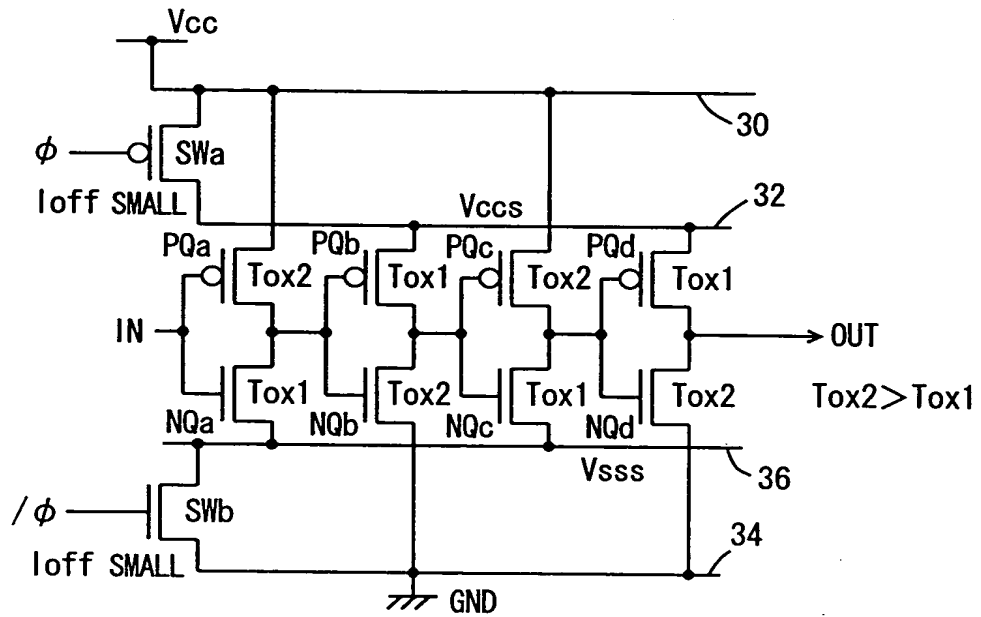 Vcc
30
φ
SWa
Ioff SMALL
Vccs
32
PQa
PQb
PQc
PQd
Tox2
Tox1
Tox2
Tox1
IN
OUT
Tox1
Tox2
Tox1
Tox2
Tox2>Tox1
NQa
NQb
NQc
NQd
Vsss
36
/φ
SWb
Ioff SMALL
34
GND